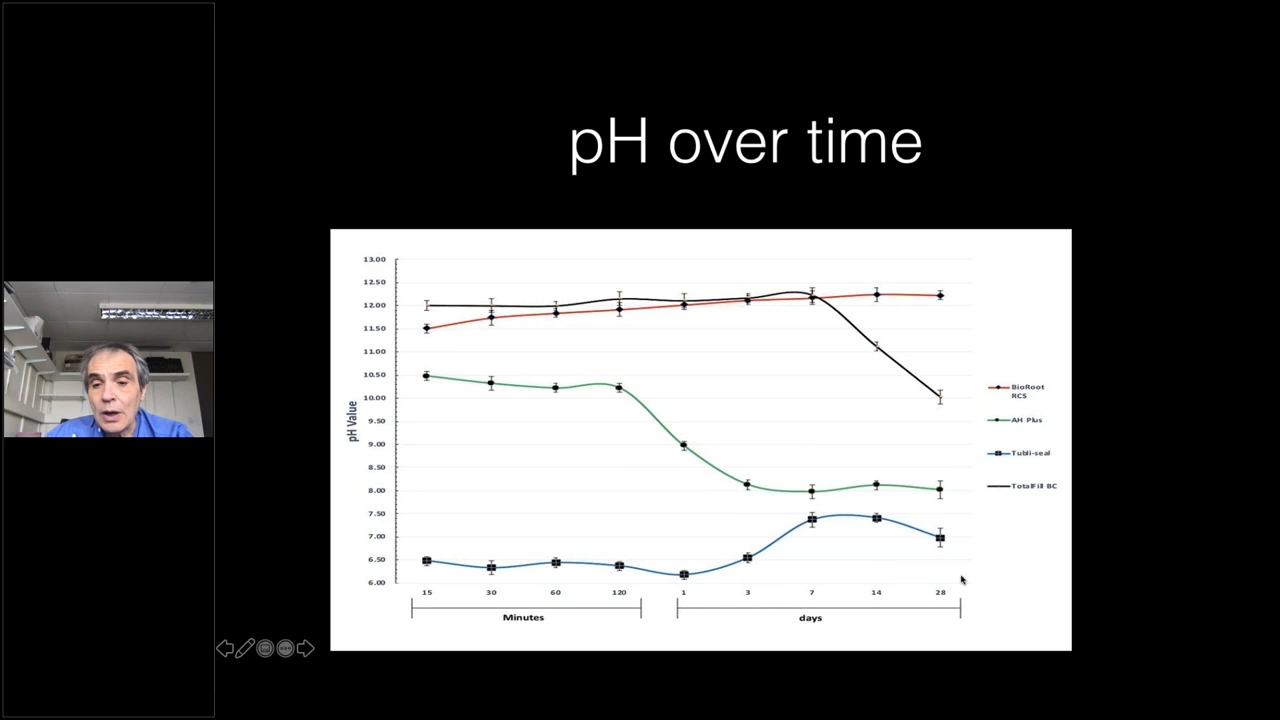 pH over time
13.00
12.50
12.00
11.50
11.00
10.50
10.00
9.50
9.00
8.50
8.00
7.50
7.00
6.50
6.00
pH Value
15 30 60 120 1 3 7 14 28
Minutes days
BioRoot
RCS
AH Plus
Tubli-seal
TotalFill BC